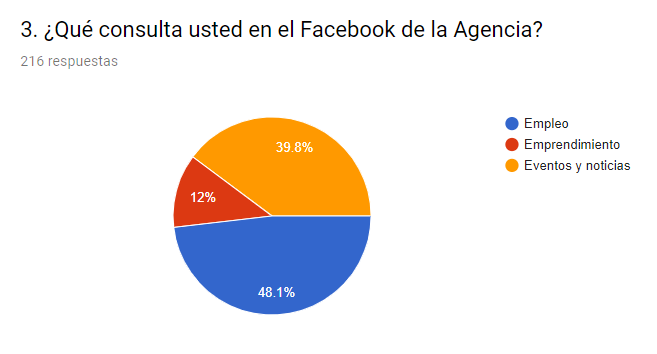 3. ¿Qué consulta usted en el Facebook de la Agencia?
216 respuestas
Empleo
Emprendimiento
Eventos y noticias
39.8%
12%
48.1%